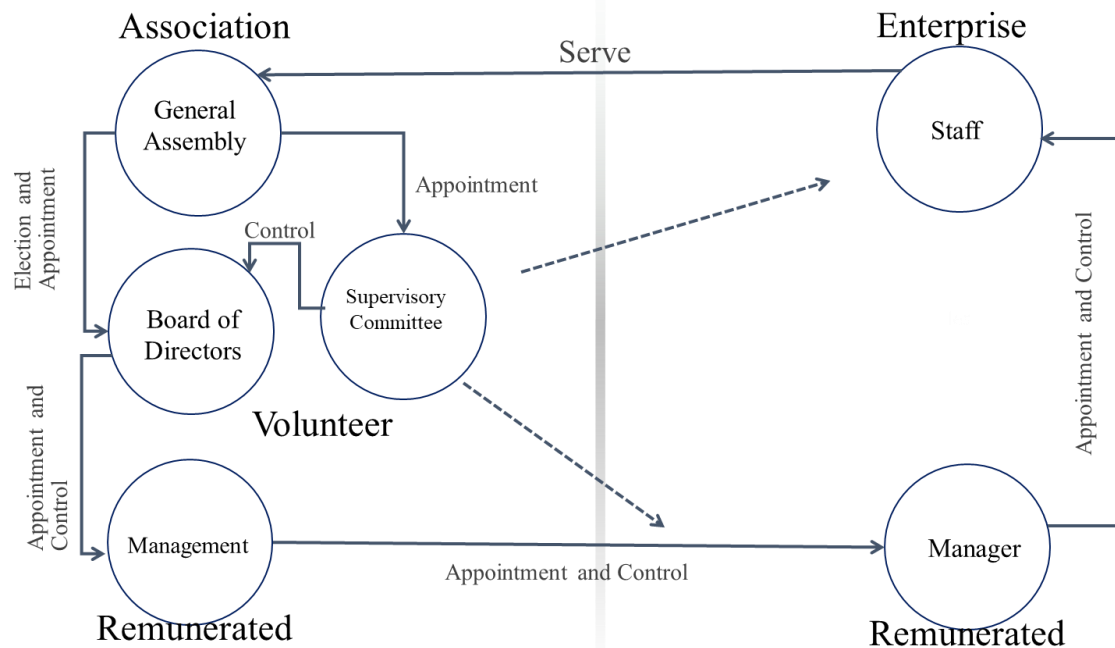 Association
Enterprise
Serve
General
Assembly
Staff
Appointment
Election and
Appointment
Control
Supervisory
Committee
Board of
Directors
Appointment and Control
Volunteer
Appointment and
Control
Management
Manager
Appointment and Control
Remunerated
Remunerated